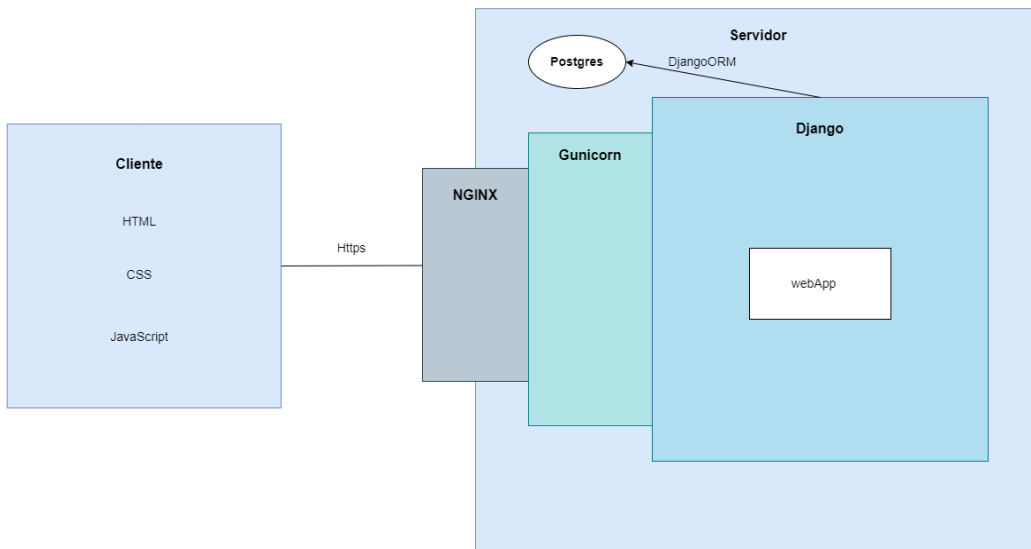 Servidor
Postgres
DjangoORM
Django
Gunicorn
Cliente
NGINX
HTML
Https
CSS
webApp
JavaScript